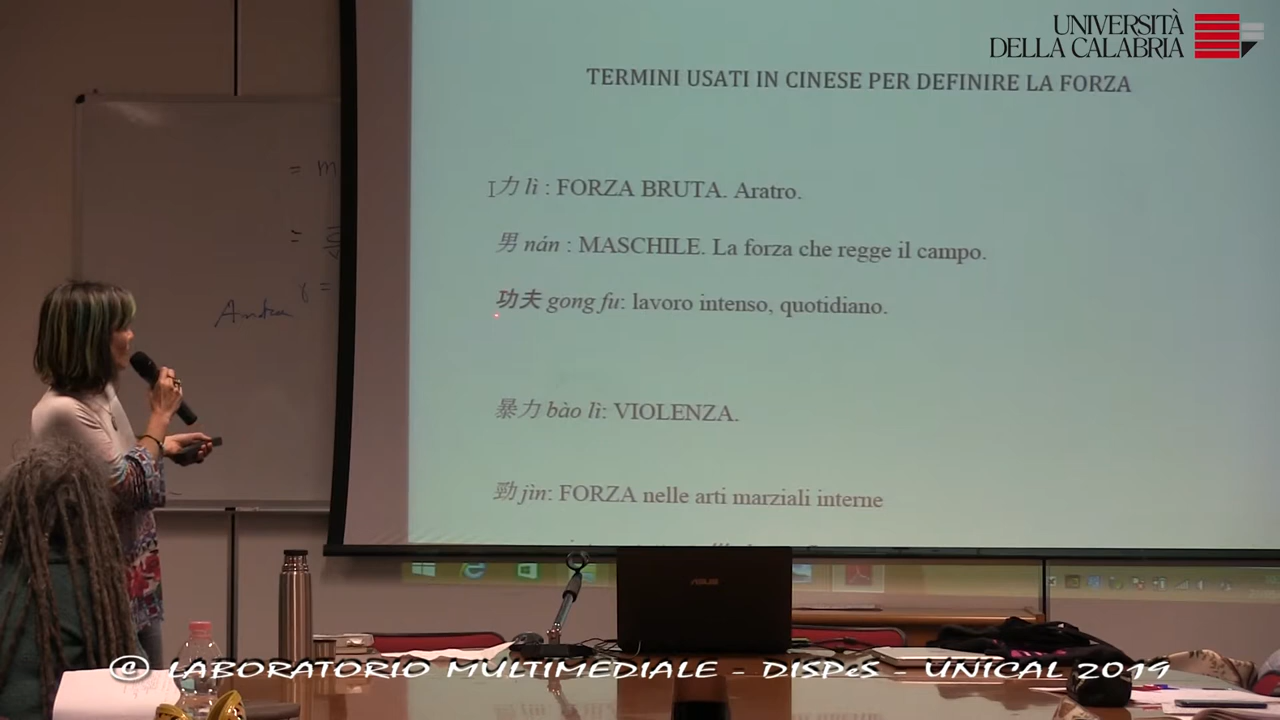 UNIVERSITÀ
DELLA CALABRIA
TERMINI USATI IN CINESE PER DEFINIRE LA FORZA
力 lì : FORZA BRUTA. Aratro.
男 nán : MASCHILE. La forza che regge il campo.
功夫 gong fu: lavoro intenso, quotidiano.
暴力 bào lì: VIOLENZA.
勁 jìn: FORZA nelle arti marziali interne
= m
=
=
ASUS
© LABORATORIO MULTIMEDIALE - DISPeS - UNICAL 2019